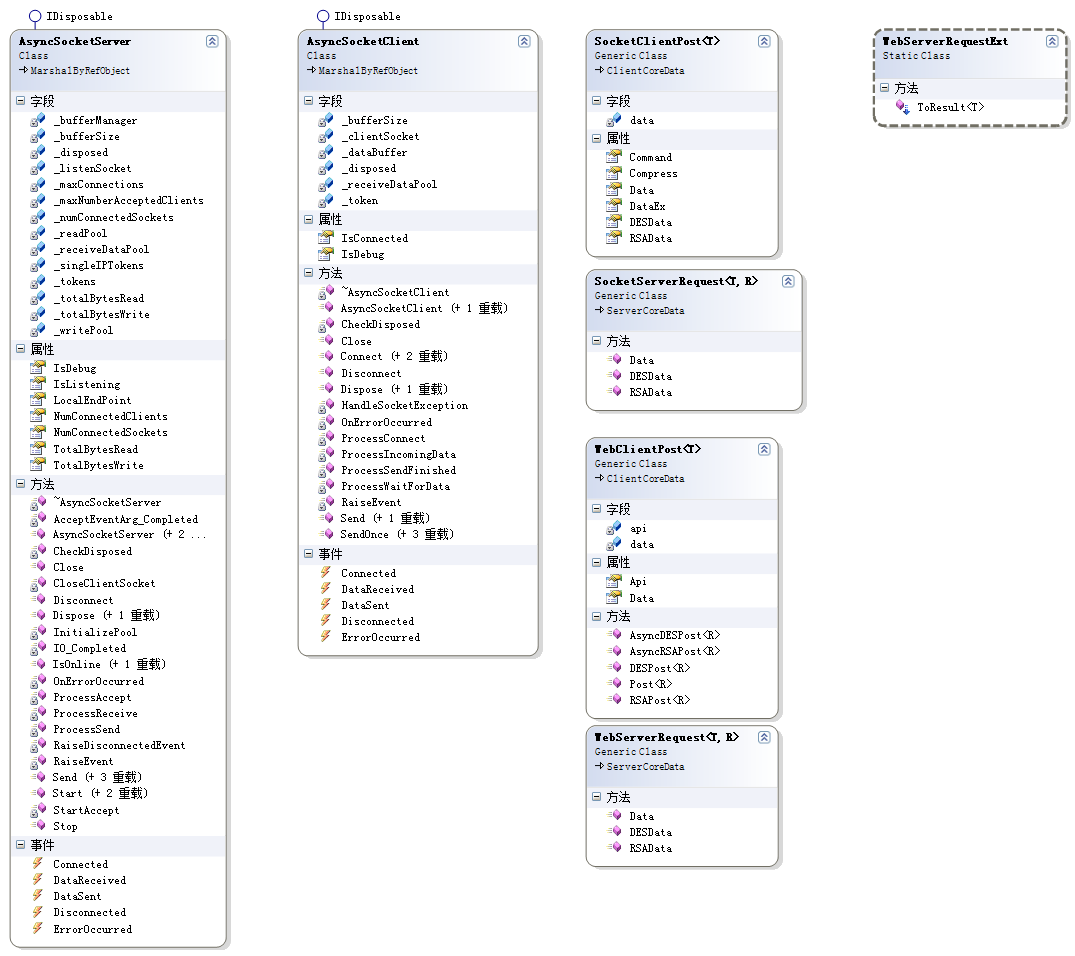 IDisposable
AsyncSocketServer
Class
MarshalByRefObject
字段
_bufferManager
_bufferSize
_disposed
_listenSocket
_maxConnections
_maxNumberAcceptedClients
_numConnectedSockets
_readPool
_receiveDataPool
_singleIPTokens
_tokens
_totalBytesRead
_totalBytesWrite
_writePool
属性
IsDebug
IsListening
LocalEndPoint
NumConnectedClients
NumConnectedSockets
TotalBytesRead
TotalBytesWrite
方法
~AsyncSocketServer
AcceptEventArg_Completed
AsyncSocketServer (+ 2 ...
CheckDisposed
Close
CloseClientSocket
Disconnect
Dispose (+ 1 重载)
InitializePool
IO_Completed
IsOnline (+ 1 重载)
OnErrorOccurred
ProcessAccept
ProcessReceive
ProcessSend
RaiseDisconnectedEvent
RaiseEvent
Send (+ 3 重载)
Start (+ 2 重载)
StartAccept
Stop
事件
Connected
DataReceived
DataSent
Disconnected
ErrorOccurred
IDisposable
AsyncSocketClient
Class
MarshalByRefObject
字段
_bufferSize
_clientSocket
_dataBuffer
_disposed
_receiveDataPool
_token
属性
IsConnected
IsDebug
方法
~AsyncSocketClient
AsyncSocketClient (+ 1 重载)
CheckDisposed
Close
Connect (+ 2 重载)
Disconnect
Dispose (+ 1 重载)
HandleSocketException
OnErrorOccurred
ProcessConnect
ProcessIncomingData
ProcessSendFinished
ProcessWaitForData
RaiseEvent
Send (+ 1 重载)
SendOnce (+ 3 重载)
事件
Connected
DataReceived
DataSent
Disconnected
ErrorOccurred
SocketClientPost<T>
Generic Class
ClientCoreData
字段
data
属性
Command
Compress
Data
DataEx
DESData
RSAData
SocketServerRequest<T, R>
Generic Class
ServerCoreData
方法
Data
DESData
RSAData
WebClientPost<T>
Generic Class
ClientCoreData
字段
api
data
属性
Api
Data
方法
AsyncDESPost<R>
AsyncRSAPost<R>
DESPost<R>
Post<R>
RSAPost<R>
WebServerRequest<T, R>
Generic Class
ServerCoreData
方法
Data
DESData
RSAData
WebServerRequestExt
Static Class
方法
ToResult<T>